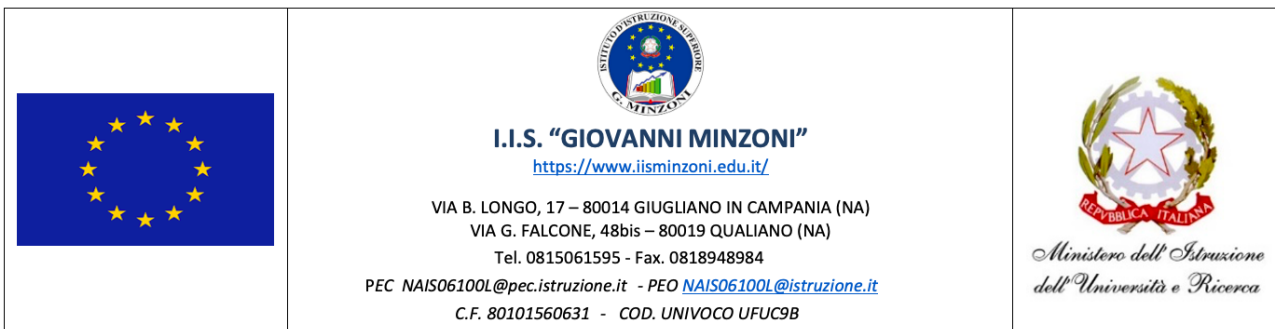 ISTITUTO D'ISTRUZIONE SUPERIORE
G. MINZONI
I.I.S. “GIOVANNI MINZONI”
https://www.iisminzoni.edu.it/
VIA B. LONGO, 17 – 80014 GIUGLIANO IN CAMPANIA (NA)
VIA G. FALCONE, 48bis – 80019 QUALIANO (NA)
Tel. 0815061595 - Fax. 0818948984
PEC NAIS06100L@pec.istruzione.it - PEO NAIS06100L@istruzione.it
C.F. 80101560631 - COD. UNIVOCO UFUC9B
REPVBBLICA ITALIANA
Ministero dell' Istruzione
dell' Università e Ricerca